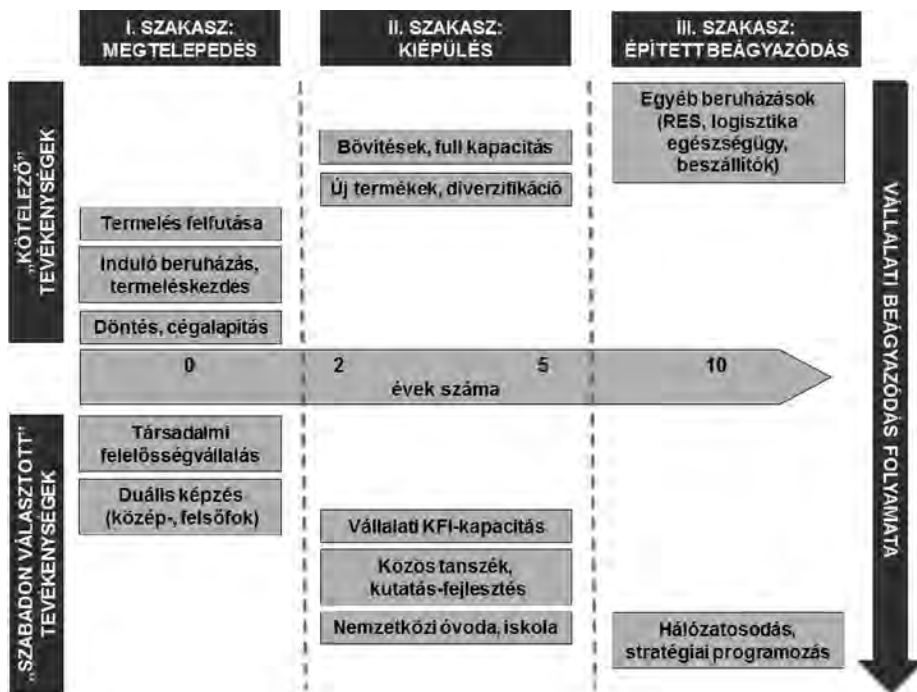 I. SZAKASZ:
MEGTELEPEDÉS
II. SZAKASZ:
KIÉPÜLÉS
III. SZAKASZ:
ÉPÍTETT BEÁGYAZÓDÁS
„KÖTELEZŐ”
TEVÉKENYSÉGEK
Egyéb beruházások
(RES, logisztika
egészségügy,
beszállítók)
Bővítések, full kapacitás
Új termékek, diverzifikáció
Termelés felfutása
Induló beruházás,
termeléskezdés
Döntés, cégalapítás
0 2 5 10
évek száma
VÁLLALATI BEÁGYAZÓDÁS FOLYAMATA
„SZABADON VÁLASZTOTT”
TEVÉKENYSÉGEK
Társadalmi
felelősségvállalás
Duális képzés
(közép-, felsőfok)
Vállalati KFI-kapacitás
Közös tanszék,
kutatás-fejlesztés
Nemzetközi óvoda, iskola
Hálózatosodás,
stratégiai programozás